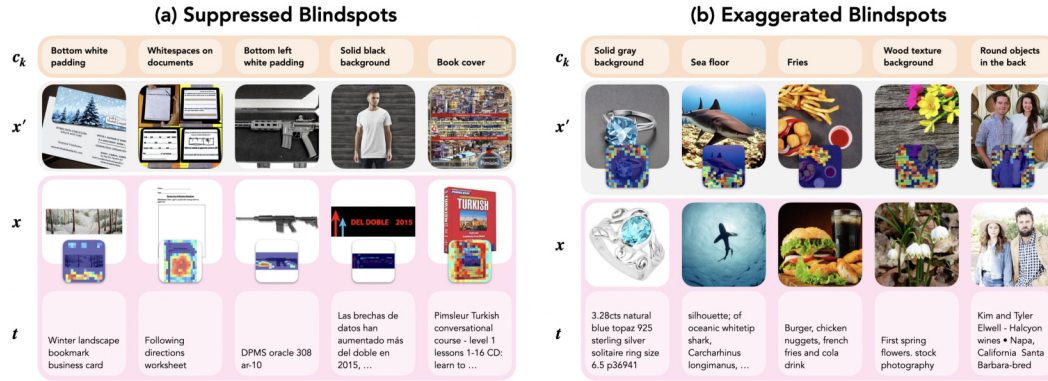 (a) Suppressed Blindspots
c_k
Bottom white
padding
Whitespaces on
documents
Bottom left
white padding
Solid black
background
Book cover
x′
x
DEL DOBLE 2015
TURKISH
t
Winter landscape
bookmark
business card
Following
directions
worksheet
DPMS oracle 308
ar-10
Las brechas de
datos han
aumentado más
del doble en
2015, …
Pimsleur Turkish
conversational
course - level 1
lessons 1-16 CD:
learn to …
(b) Exaggerated Blindspots
c_k
Solid gray
background
Sea floor
Fries
Wood texture
background
Round objects
in the back
x′
x
t
3.28cts natural
blue topaz 925
sterling silver
solitaire ring size
6.5 p36941
silhouette; of
oceanic whitetip
shark,
Carcharhinus
longimanus, …
Burger, chicken
nuggets, french
fries and cola
drink
First spring
flowers. stock
photography
Kim and Tyler
Elwell - Halcyon
wines • Napa,
California Santa
Barbara-bred